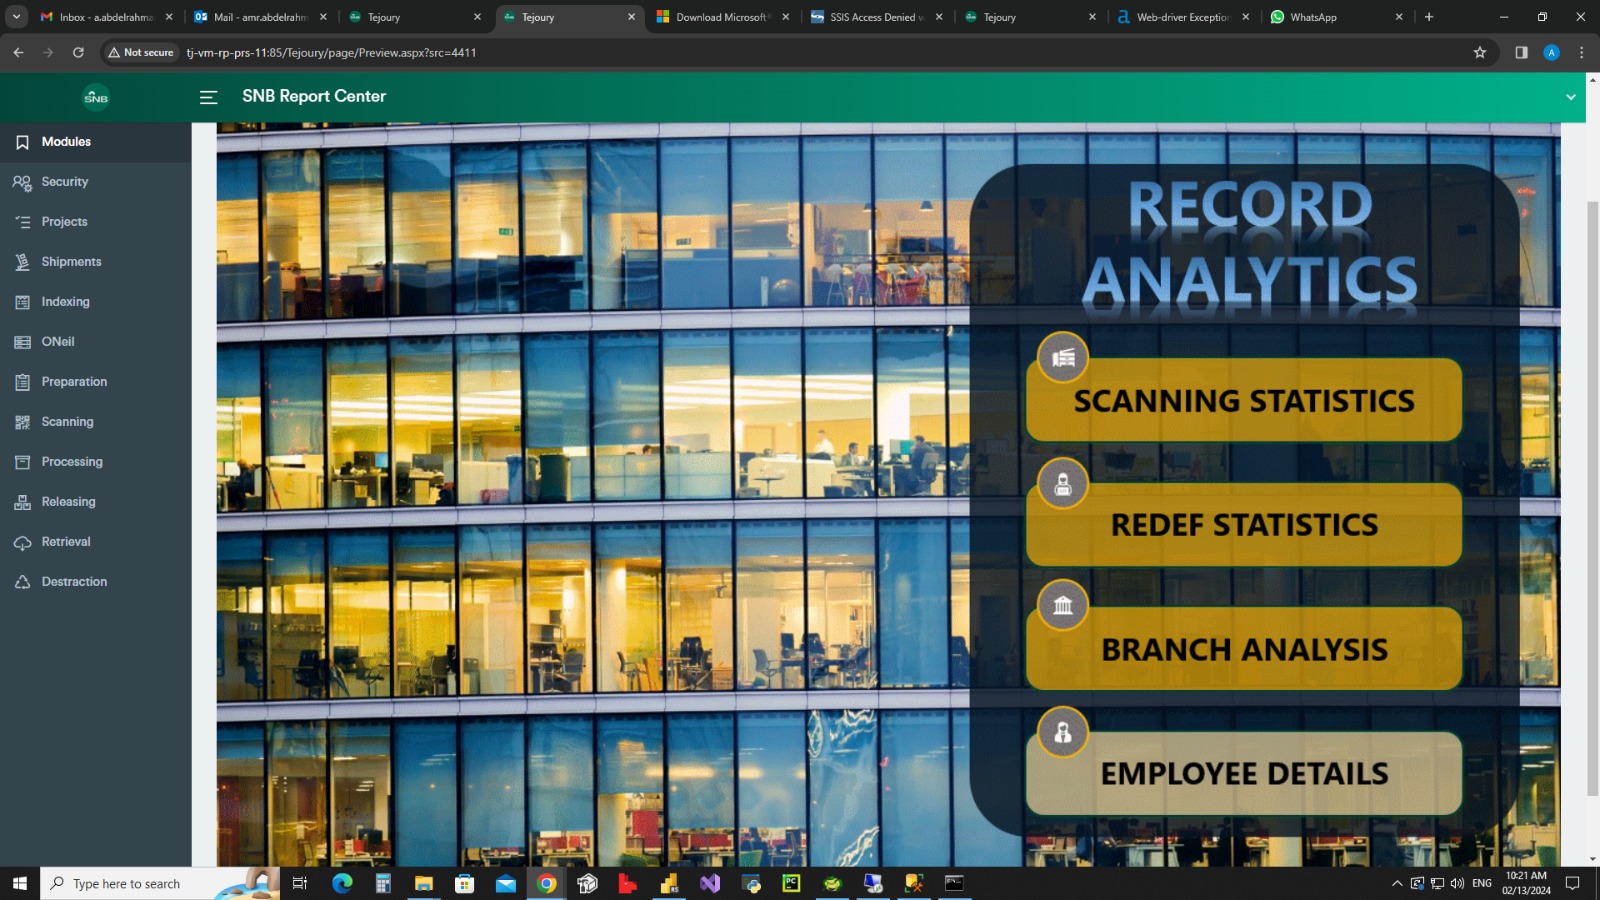 Inbox - a.abdelrahma
Mail - amr.abdelrahm
Tejoury
Tejoury
Download Microsoft
SSIS Access Denied
Tejoury
Web-driver Exception
WhatsApp
Not secure
tj-vm-rp-prs-11:85/Tejoury/page/Preview.aspx?src=4411
A
SNB
SNB Report Center
Modules
Security
Projects
Shipments
Indexing
ONeil
Preparation
Scanning
Processing
Releasing
Retrieval
Destraction
RECORD
ANALYTICS
SCANNING STATISTICS
REDEF STATISTICS
BRANCH ANALYSIS
EMPLOYEE DETAILS
Type here to search
ENG
10:21 AM
02/13/2024